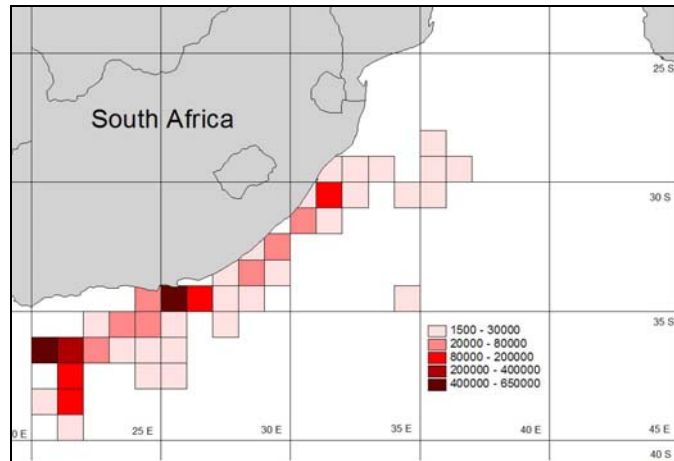 25 S
South Africa
30 S
35 S
1500 - 30000
20000 - 80000
80000 - 200000
200000 - 400000
400000 - 650000
0 E
25 E
30 E
35 E
40 E
45 E
40 S